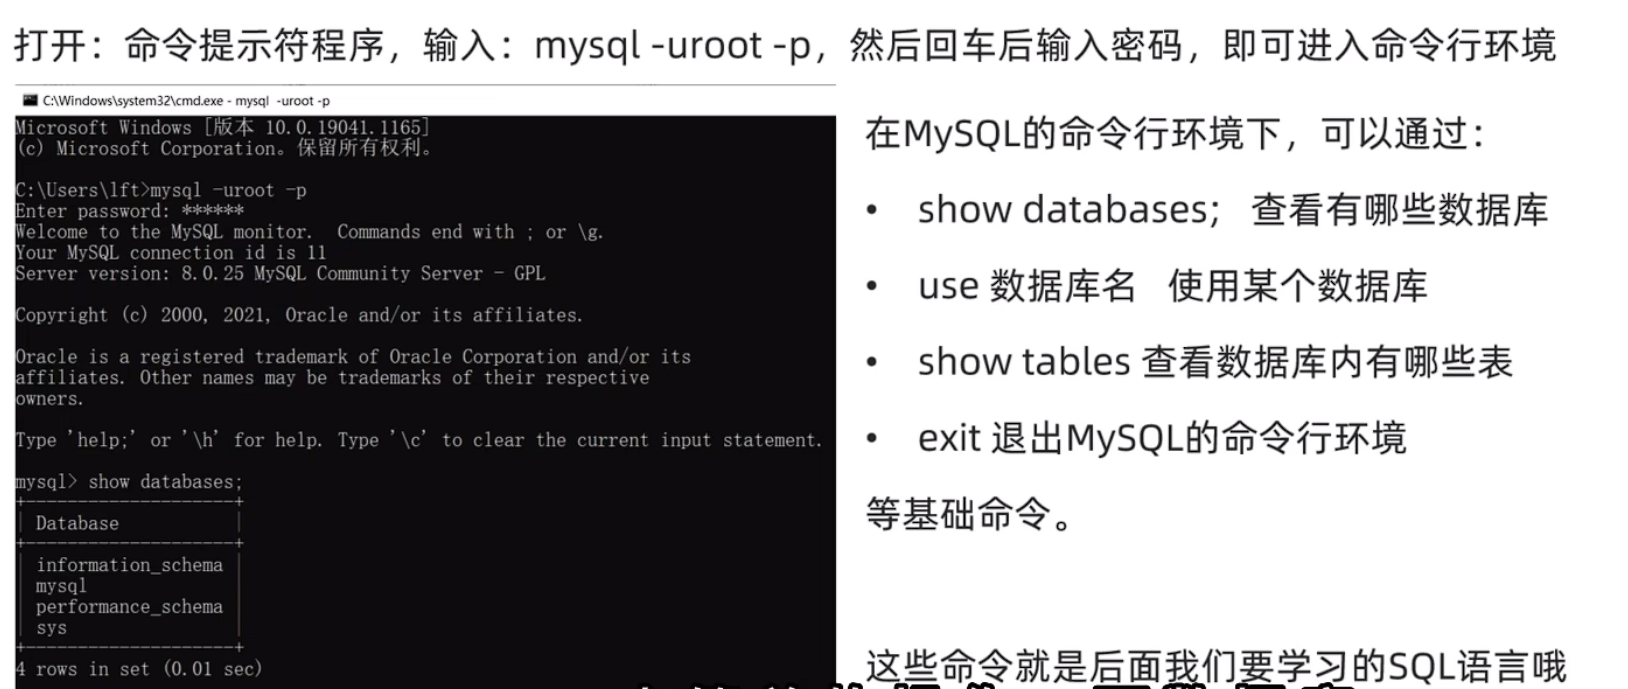 打开：命令提示符程序，输入：mysql -uroot -p，然后回车后输入密码，即可进入命令行环境
C:\Windows\system32\cmd.exe - mysql  -uroot -p
Microsoft Windows [版本 10.0.19041.1165]
(c) Microsoft Corporation。保留所有权利。
C:\Users\lft>mysql -uroot -p
Enter password: ******
Welcome to the MySQL monitor.  Commands end with ; or \g.
Your MySQL connection id is 11
Server version: 8.0.25 MySQL Community Server - GPL
Copyright (c) 2000, 2021, Oracle and/or its affiliates.
Oracle is a registered trademark of Oracle Corporation and/or its
affiliates. Other names may be trademarks of their respective
owners.
Type 'help;' or '\h' for help. Type '\c' to clear the current input statement.
mysql> show databases;
+--------------------+
| Database           |
+--------------------+
| information_schema |
| mysql              |
| performance_schema |
| sys                |
+--------------------+
4 rows in set (0.01 sec)
在MySQL的命令行环境下，可以通过：
• show databases； 查看有哪些数据库
• use 数据库名 使用某个数据库
• show tables 查看数据库内有哪些表
• exit 退出MySQL的命令行环境
等基础命令。
这些命令就是后面我们要学习的SQL语言哦